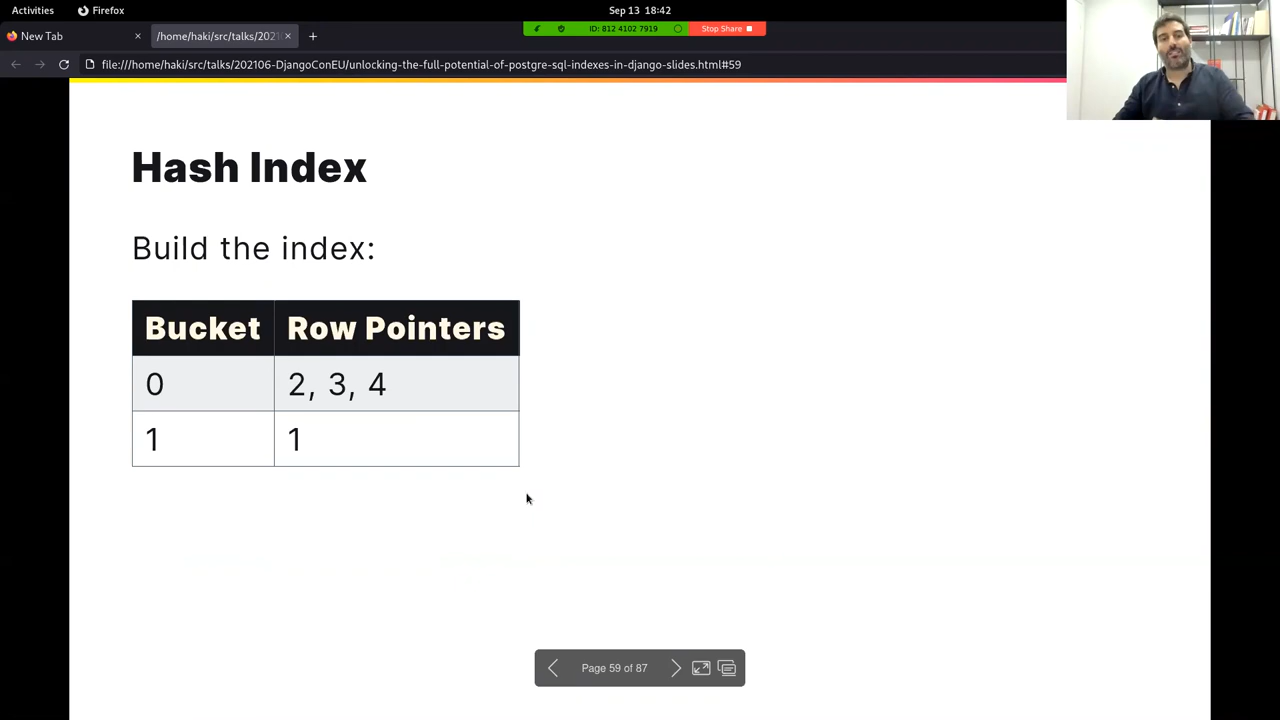 Activities Firefox Sep 13 18:42
New Tab /home/haki/src/talks/2021
ID: 812 4102 7919 Stop Share
file:///home/haki/src/talks/202106-DjangoConEU/unlocking-the-full-potential-of-postgre-sql-indexes-in-django-slides.html#59
Hash Index
Build the index:
Bucket Row Pointers
0 2, 3, 4
1 1
Page 59 of 87